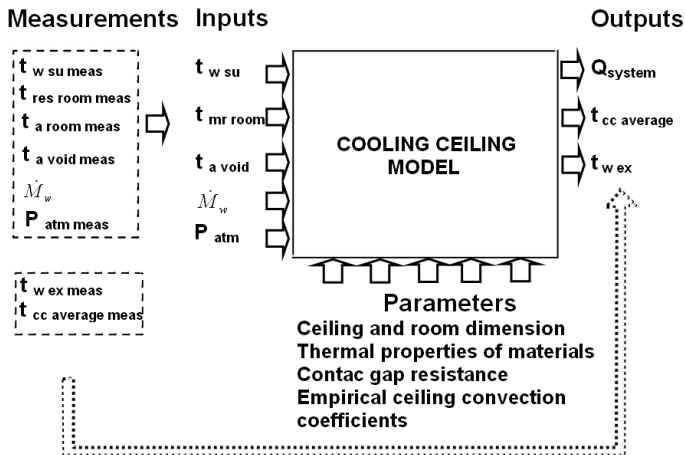 Measurements
Inputs
Outputs
t w su meas
t res room meas
t a room meas
t a void meas
Ṁ w
P atm meas
t w ex meas
t cc average meas
t w su
t mr room
t a void
Ṁ w
P atm
COOLING CEILING
MODEL
Q system
t cc average
t w ex
Parameters
Ceiling and room dimension
Thermal properties of materials
Contac gap resistance
Empirical ceiling convection
coefficients